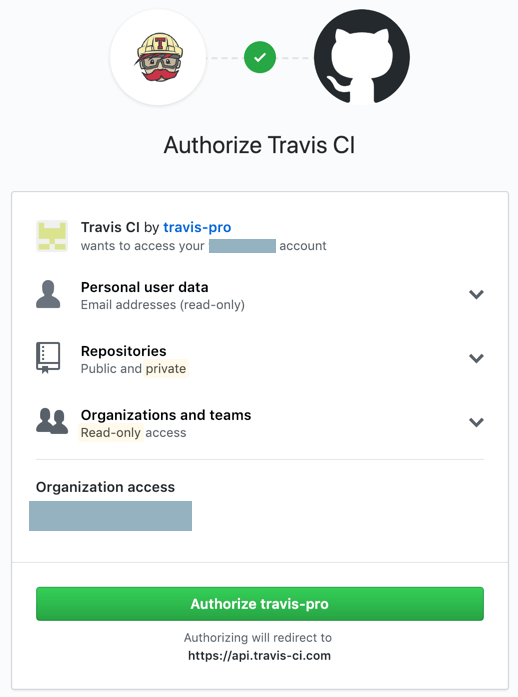 T
Authorize Travis CI
Travis CI by travis-pro
wants to access your account
Personal user data
Email addresses (read-only)
Repositories
Public and private
Organizations and teams
Read-only access
Organization access
Authorize travis-pro
Authorizing will redirect to
https://api.travis-ci.com